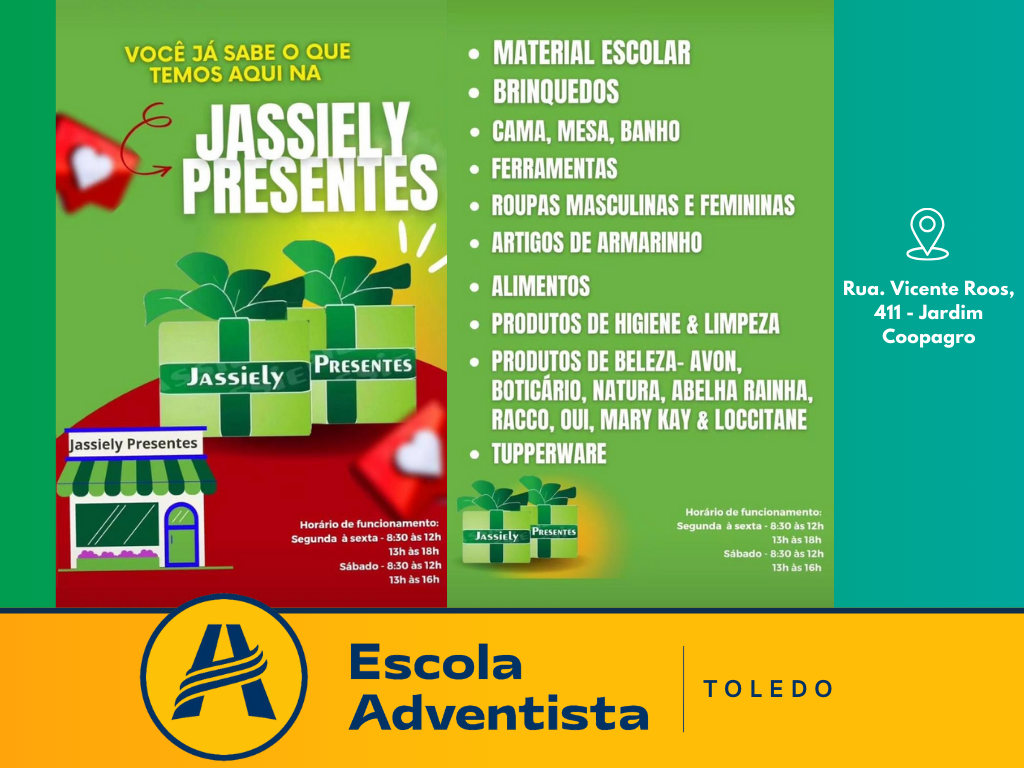 VOCÊ JÁ SABE O QUE
TEMOS AQUI NA
JASSIELY
PRESENTES
Jassiely
Presentes
Jassiely Presentes
Horário de funcionamento:
Segunda à sexta - 8:30 às 12h
13h às 18h
Sábado - 8:30 às 12h
13h às 16h
• MATERIAL ESCOLAR
• BRINQUEDOS
• CAMA, MESA, BANHO
• FERRAMENTAS
• ROUPAS MASCULINAS E FEMININAS
• ARTIGOS DE ARMARINHO
• ALIMENTOS
• PRODUTOS DE HIGIENE & LIMPEZA
• PRODUTOS DE BELEZA- AVON,
BOTICÁRIO, NATURA, ABELHA RAINHA,
RACCO, OUI, MARY KAY & LOCCITANE
• TUPPERWARE
Jassiely
Presentes
Horário de funcionamento:
Segunda à sexta - 8:30 às 12h
13h às 18h
Sábado - 8:30 às 12h
13h às 16h
Rua. Vicente Roos,
411 - Jardim
Coopagro
Escola
Adventista
TOLEDO